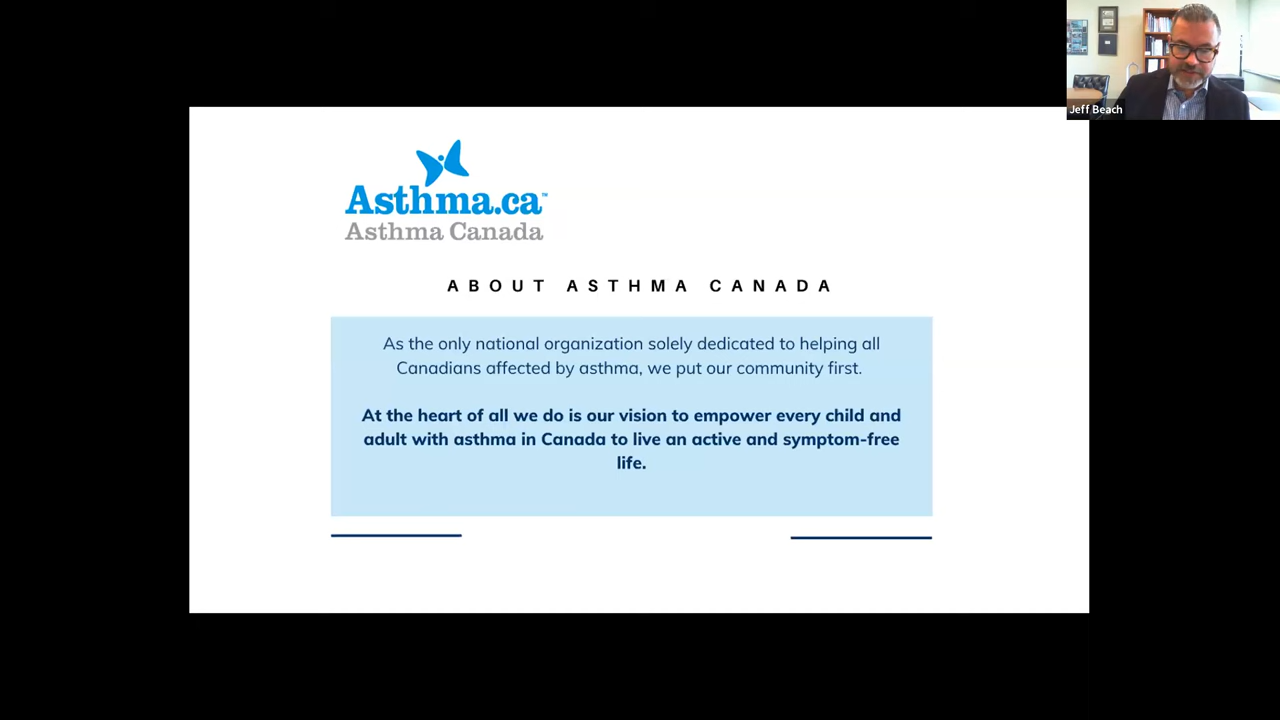 Jeff Beach
Asthma.ca™
Asthma Canada
ABOUT ASTHMA CANADA
As the only national organization solely dedicated to helping all
Canadians affected by asthma, we put our community first.
At the heart of all we do is our vision to empower every child and
adult with asthma in Canada to live an active and symptom-free
life.